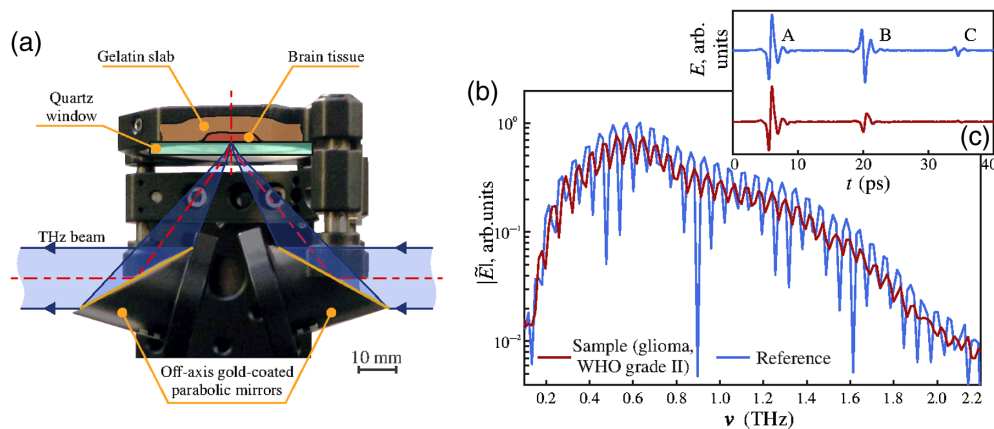 (a)
Gelatin slab
Brain tissue
Quartz
window
THz beam
Off-axis gold-coated
parabolic mirrors
10 mm
(b)
|Ẽ|, arb.units
10⁰
10⁻¹
10⁻²
Sample (glioma,
WHO grade II)
Reference
0.2 0.4 0.6 0.8 1.0 1.2 1.4 1.6 1.8 2.0 2.2
ν (THz)
E, arb.
units
A
B
C
(c)
0 10 20 30 40
t (ps)